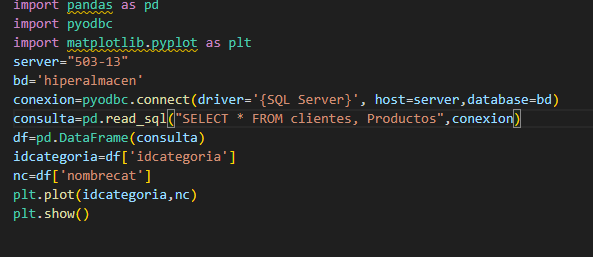 import pandas as pd
import pyodbc
import matplotlib.pyplot as plt
server="503-13"
bd='hiperalmacen'
conexion=pyodbc.connect(driver='{SQL Server}', host=server,database=bd)
consulta=pd.read_sql("SELECT * FROM clientes, Productos",conexion)
df=pd.DataFrame(consulta)
idcategoria=df['idcategoria']
nc=df['nombrecat']
plt.plot(idcategoria,nc)
plt.show()